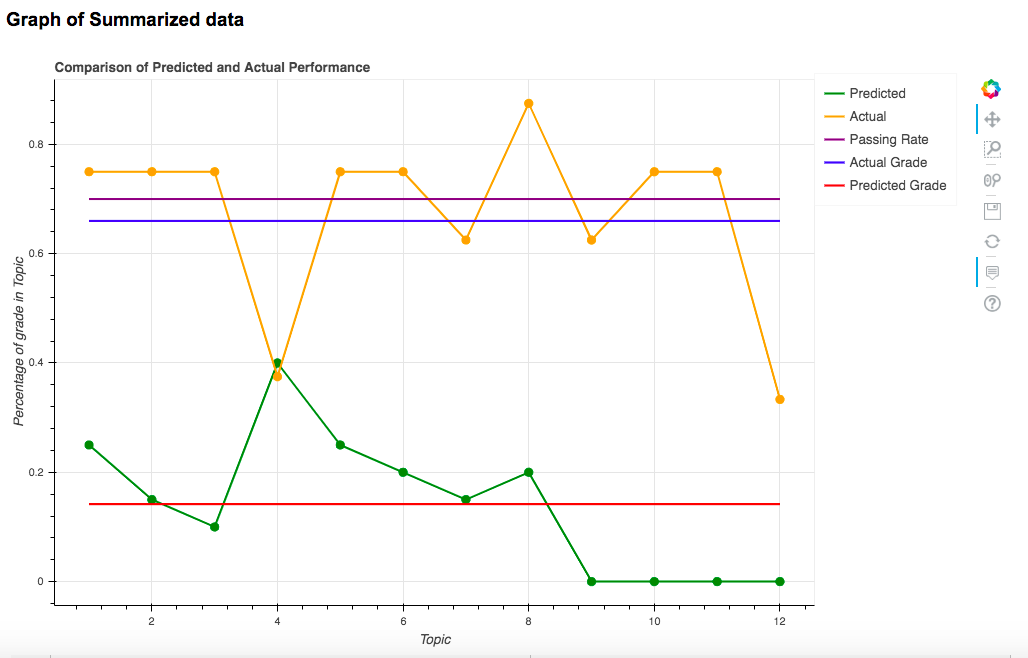 Graph of Summarized data
Comparison of Predicted and Actual Performance
Predicted
Actual
Passing Rate
Actual Grade
Predicted Grade
Percentage of grade in Topic
0.8
0.6
0.4
0.2
0
2 4 6 8 10 12
Topic